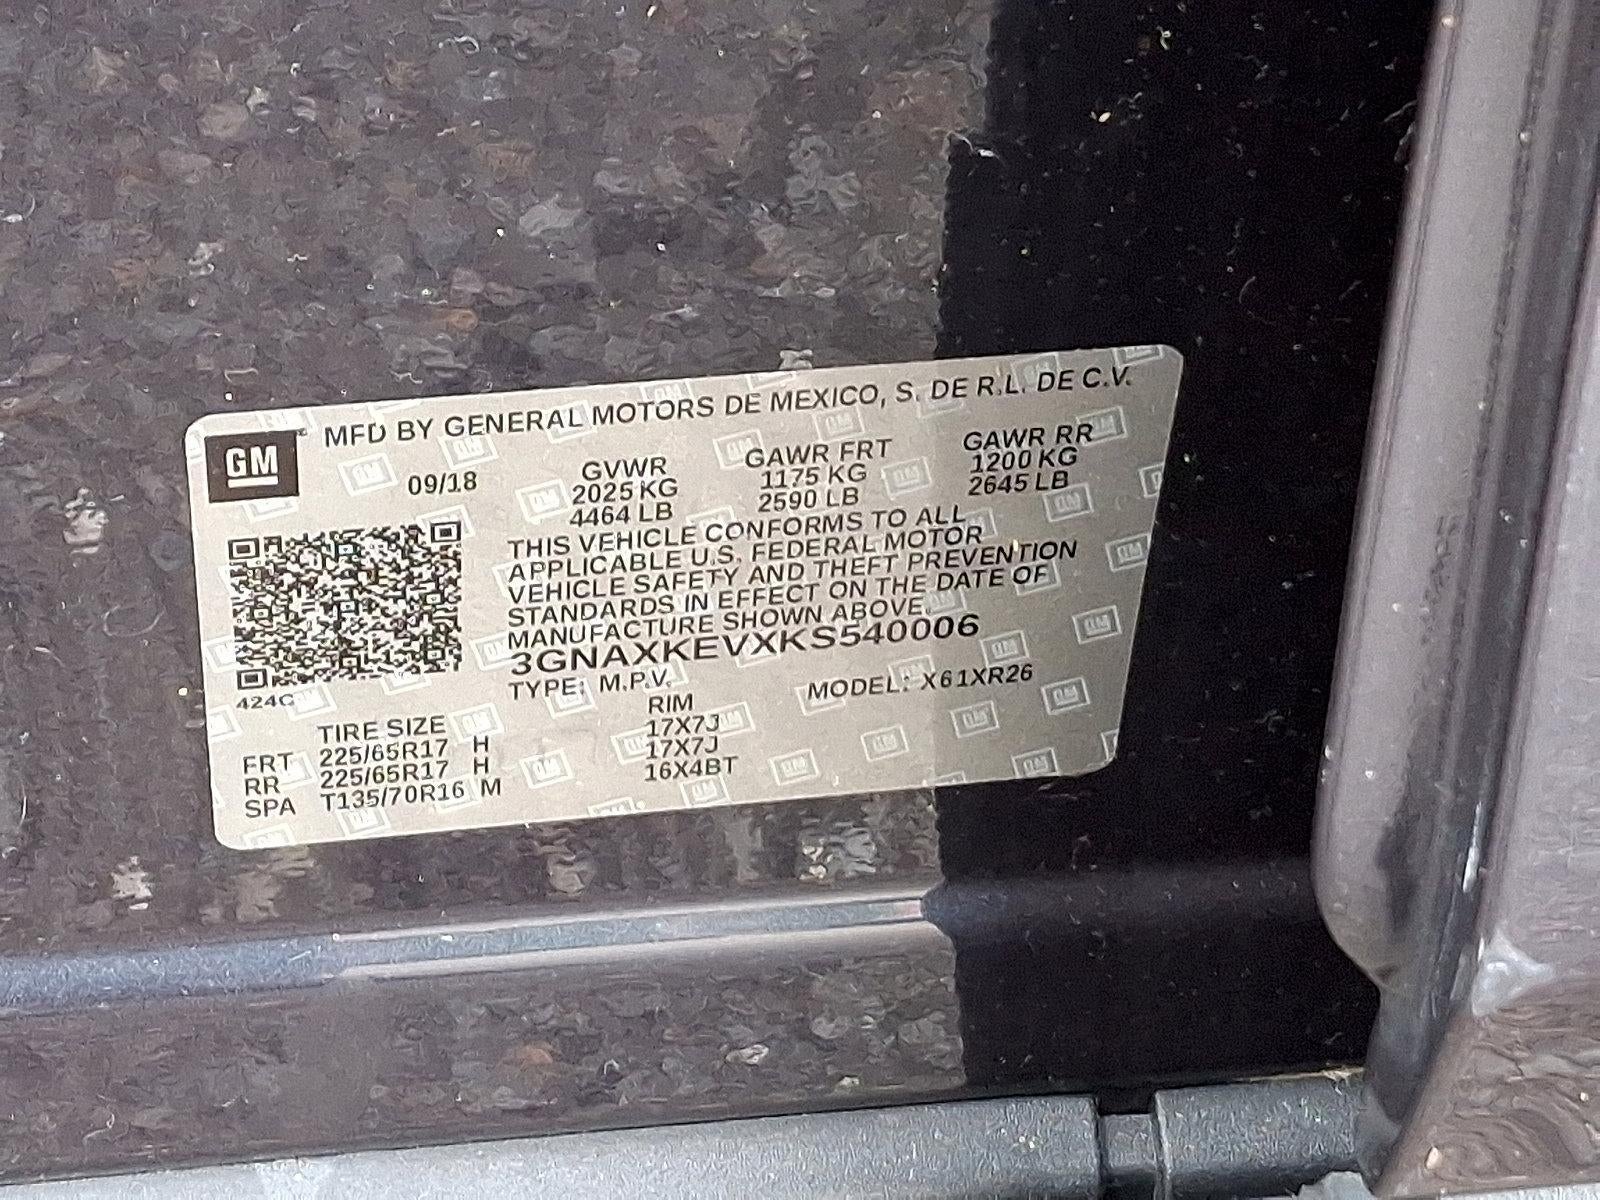 GM MFD BY GENERAL MOTORS DE MEXICO, S. DE R.L. DE C.V.
09/18 GVWR GAWR FRT GAWR RR
2025 KG 1175 KG 1200 KG
4464 LB 2590 LB 2645 LB
THIS VEHICLE CONFORMS TO ALL
APPLICABLE U.S. FEDERAL MOTOR
VEHICLE SAFETY AND THEFT PREVENTION
STANDARDS IN EFFECT ON THE DATE OF
MANUFACTURE SHOWN ABOVE.
3GNAXKEVXKS540006
TYPE: M.P.V. MODEL: X61XR26
424C
TIRE SIZE RIM
FRT 225/65R17 H 17X7J
RR 225/65R17 H 17X7J
SPA T135/70R16 M 16X4BT